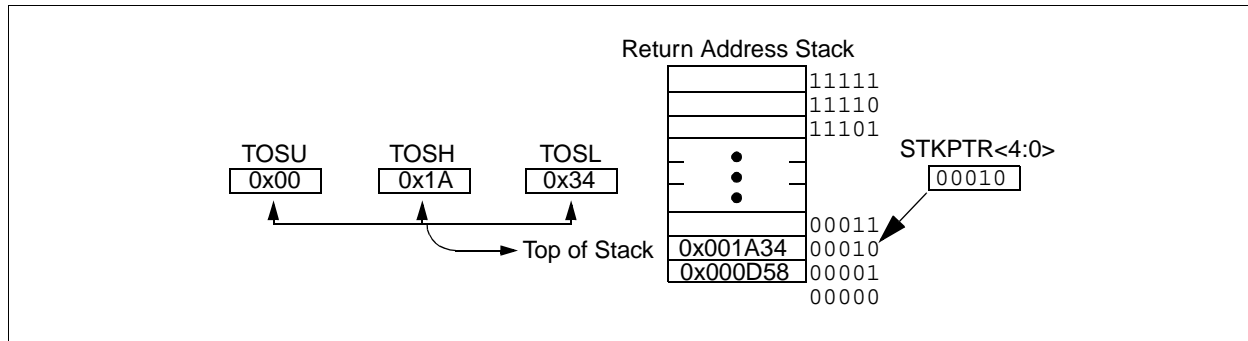 Return Address Stack
11111
11110
11101
TOSU TOSH TOSL
0x00 0x1A 0x34
STKPTR<4:0>
00010
00011
Top of Stack 0x001A34 00010
0x000D58 00001
00000